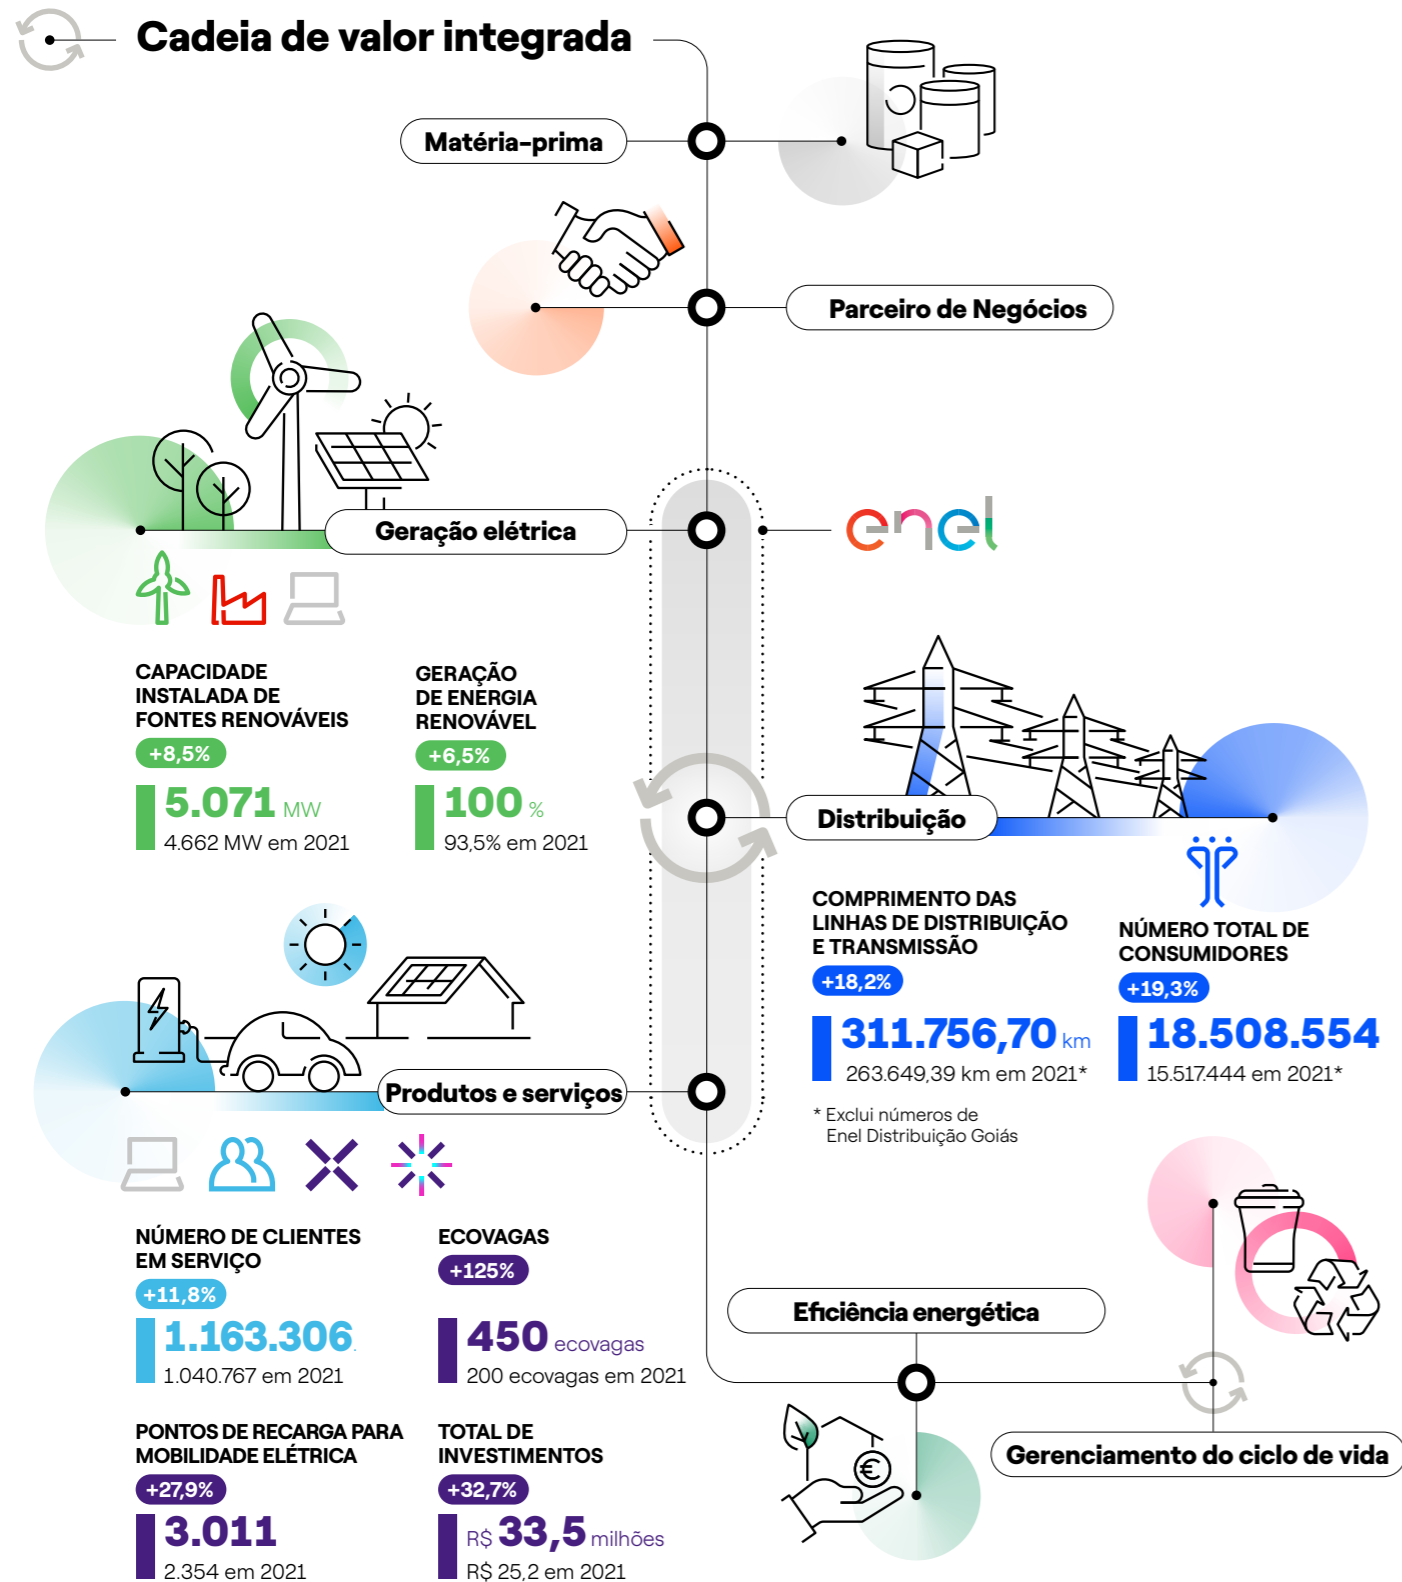 Cadeia de valor integrada
Matéria-prima
Parceiro de Negócios
Geração elétrica
enel
CAPACIDADE
INSTALADA DE
FONTES RENOVÁVEIS
+8,5%
5.071 MW
4.662 MW em 2021
GERAÇÃO
DE ENERGIA
RENOVÁVEL
+6,5%
100 %
93,5% em 2021
Distribuição
COMPRIMENTO DAS
LINHAS DE DISTRIBUIÇÃO
E TRANSMISSÃO
+18,2%
311.756,70 km
263.649,39 km em 2021*
NÚMERO TOTAL DE
CONSUMIDORES
+19,3%
18.508.554
15.517.444 em 2021*
* Exclui números de
Enel Distribuição Goiás
Produtos e serviços
NÚMERO DE CLIENTES
EM SERVIÇO
+11,8%
1.163.306.
1.040.767 em 2021
ECOVAGAS
+125%
450 ecovagas
200 ecovagas em 2021
PONTOS DE RECARGA PARA
MOBILIDADE ELÉTRICA
+27,9%
3.011
2.354 em 2021
TOTAL DE
INVESTIMENTOS
+32,7%
R$ 33,5 milhões
R$ 25,2 em 2021
Eficiência energética
€
Gerenciamento do ciclo de vida